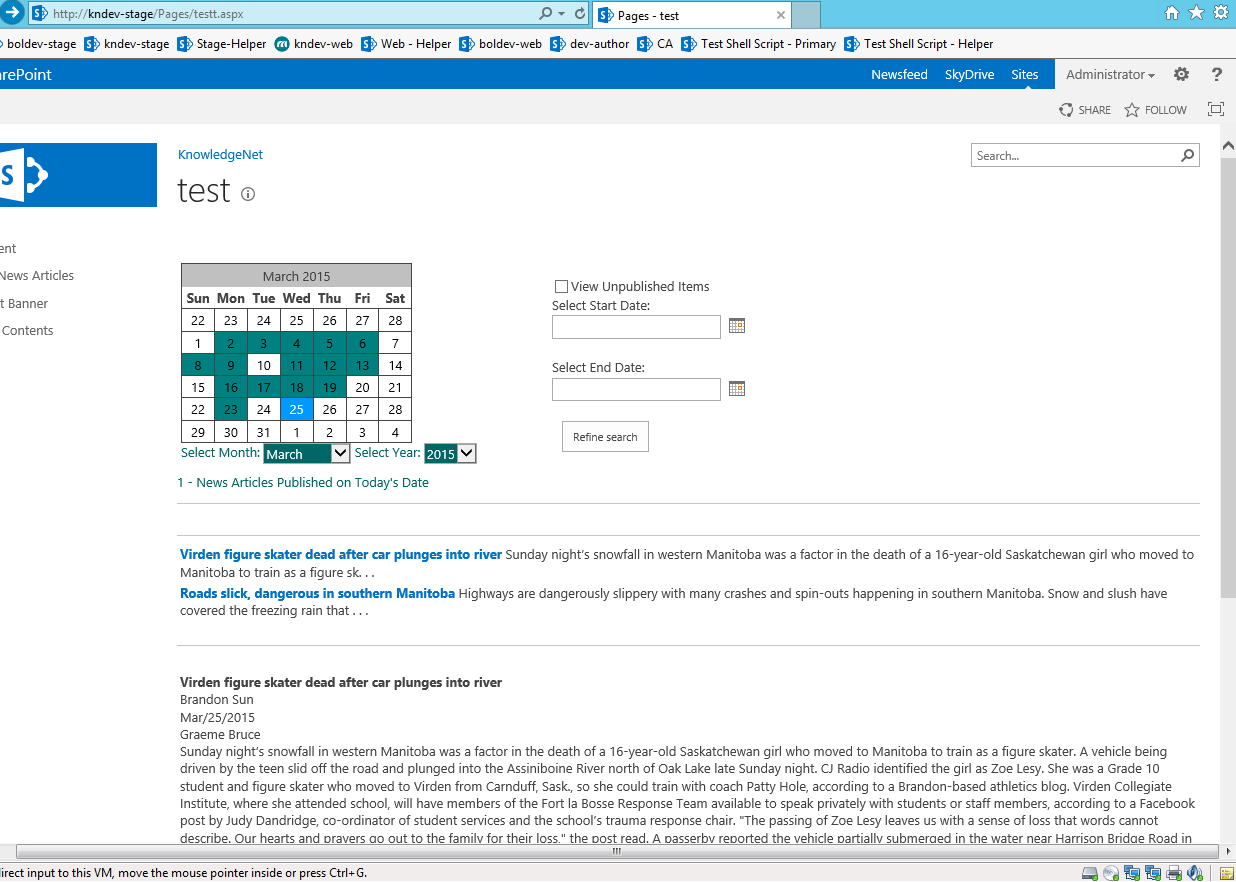 http://kndev-stage/Pages/testt.aspx
Pages - test
boldev-stage kndev-stage Stage-Helper kndev-web Web - Helper boldev-web dev-author CA Test Shell Script - Primary Test Shell Script - Helper
arePoint Newsfeed SkyDrive Sites Administrator ?
SHARE FOLLOW
S
KnowledgeNet
Search...
test
ent
News Articles
t Banner
Contents
March 2015
Sun Mon Tue Wed Thu Fri Sat
22 23 24 25 26 27 28
1 2 3 4 5 6 7
8 9 10 11 12 13 14
15 16 17 18 19 20 21
22 23 24 25 26 27 28
29 30 31 1 2 3 4
Select Month: March Select Year: 2015
View Unpublished Items
Select Start Date:
Select End Date:
Refine search
1 - News Articles Published on Today's Date
Virden figure skater dead after car plunges into river Sunday night's snowfall in western Manitoba was a factor in the death of a 16-year-old Saskatchewan girl who moved to
Manitoba to train as a figure sk. . .
Roads slick, dangerous in southern Manitoba Highways are dangerously slippery with many crashes and spin-outs happening in southern Manitoba. Snow and slush have
covered the freezing rain that . . .
Virden figure skater dead after car plunges into river
Brandon Sun
Mar/25/2015
Graeme Bruce
Sunday night's snowfall in western Manitoba was a factor in the death of a 16-year-old Saskatchewan girl who moved to Manitoba to train as a figure skater. A vehicle being
driven by the teen slid off the road and plunged into the Assiniboine River north of Oak Lake late Sunday night. CJ Radio identified the girl as Zoe Lesy. She was a Grade 10
student and figure skater who moved to Virden from Carnduff, Sask., so she could train with coach Patty Hole, according to a Brandon-based athletics blog. Virden Collegiate
Institute, where she attended school, will have members of the Fort la Bosse Response Team available to speak privately with students or staff members, according to a Facebook
post by Judy Dandridge, co-ordinator of student services and the school's trauma response chair. "The passing of Zoe Lesy leaves us with a sense of loss that words cannot
describe. Our hearts and prayers go out to the family for their loss," the post read. A passerby reported the vehicle partially submerged in the water near Harrison Bridge Road in
irect input to this VM, move the mouse pointer inside or press Ctrl+G.